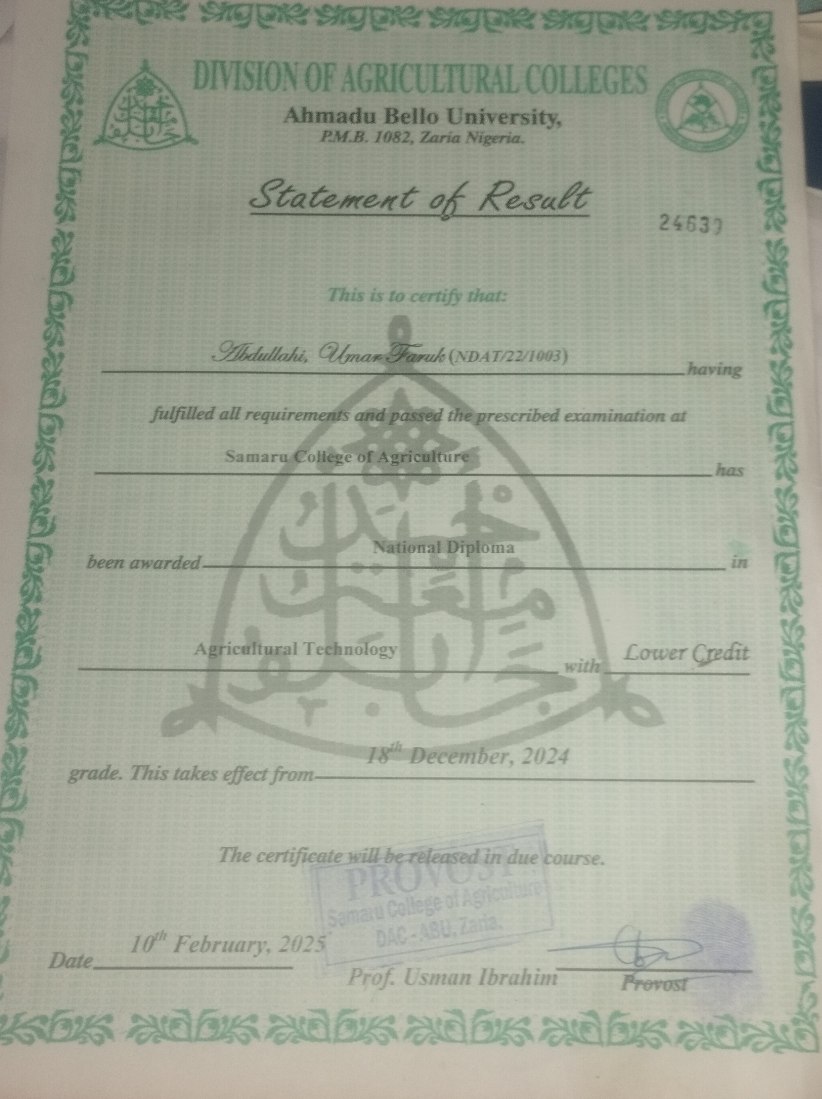 DIVISION OF AGRICULTURAL COLLEGES
Ahmadu Bello University,
P.M.B. 1082, Zaria Nigeria.
Statement of Result
24639
This is to certify that:
Abdullahi, Umar Faruk (NDAT/22/1003) having
fulfilled all requirements and passed the prescribed examination at
Samaru College of Agriculture has
been awarded National Diploma in
Agricultural Technology with Lower Credit
grade. This takes effect from 18th December, 2024
The certificate will be released in due course.
PROVOST
Samaru College of Agriculture
DAC - ABU, Zaria.
Date 10th February, 2025
Prof. Usman Ibrahim
Provost